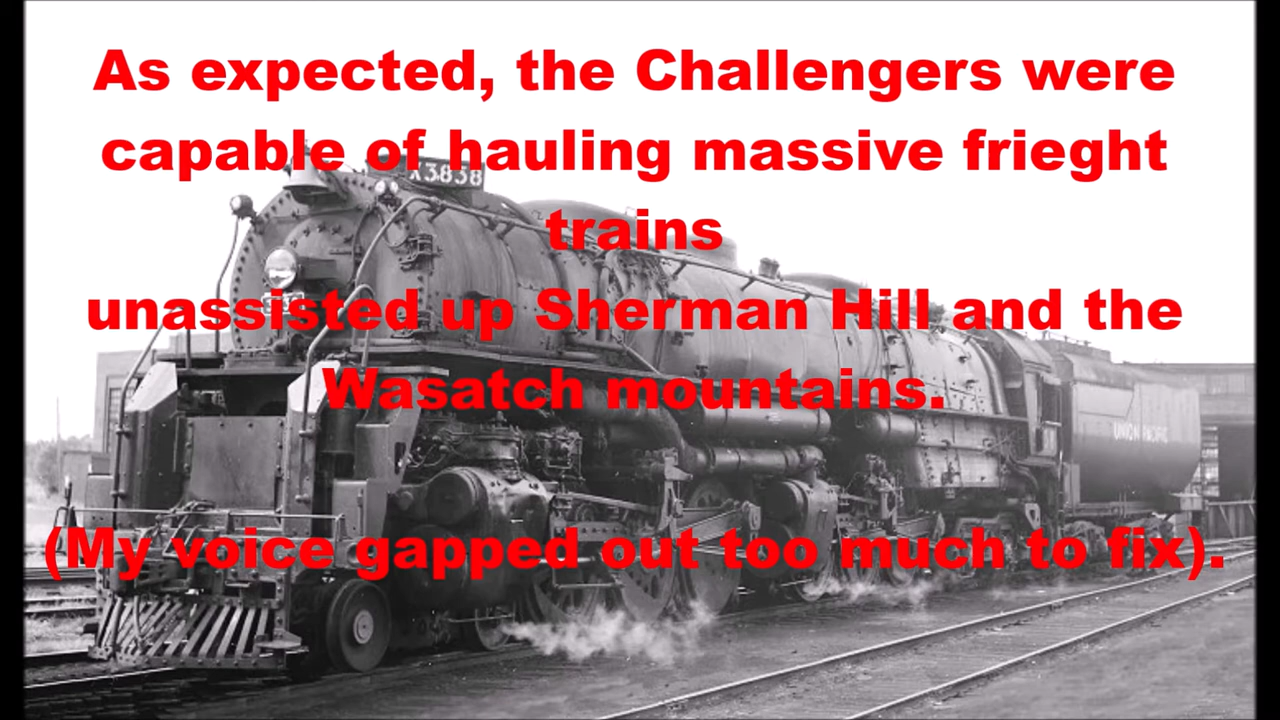 As expected, the Challengers were
capable of hauling massive frieght
trains
unassisted up Sherman Hill and the
Wasatch mountains.
(My voice gapped out too much to fix).
X3838
UNION PACIFIC